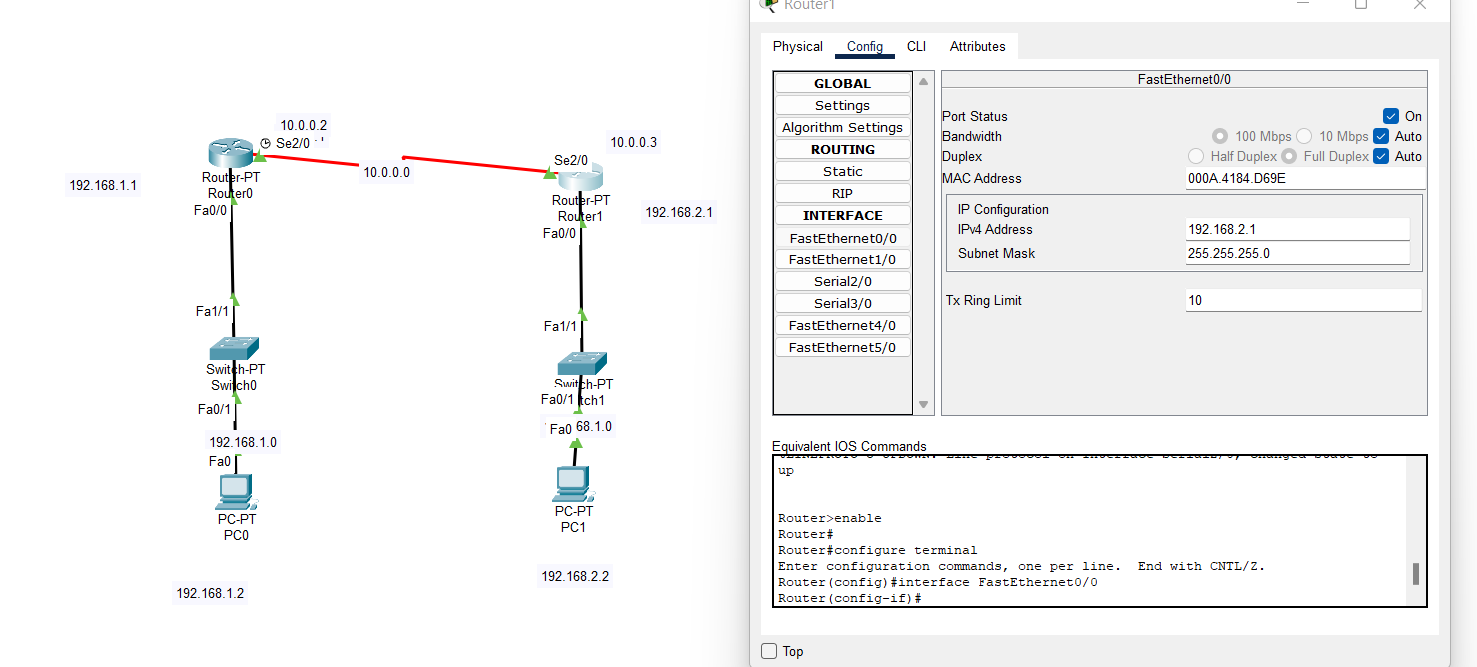 Router1
Physical Config CLI Attributes
GLOBAL
Settings
Algorithm Settings
ROUTING
Static
RIP
INTERFACE
FastEthernet0/0
FastEthernet1/0
Serial2/0
Serial3/0
FastEthernet4/0
FastEthernet5/0
FastEthernet0/0
Port Status On
Bandwidth 100 Mbps 10 Mbps Auto
Duplex Half Duplex Full Duplex Auto
MAC Address 000A.4184.D69E
IP Configuration
IPv4 Address 192.168.2.1
Subnet Mask 255.255.255.0
Tx Ring Limit 10
Equivalent IOS Commands
up
Router>enable
Router#
Router#configure terminal
Enter configuration commands, one per line. End with CNTL/Z.
Router(config)#interface FastEthernet0/0
Router(config-if)#
Top
10.0.0.2
Se2/0
192.168.1.1
Router-PT
Router0
Fa0/0
10.0.0.0
10.0.0.3
Se2/0
Router-PT
Router1
192.168.2.1
Fa0/0
Fa1/1
Switch-PT
Switch0
Fa0/1
192.168.1.0
Fa0
PC-PT
PC0
192.168.1.2
Fa1/1
Switch-PT
Fa0/1 tch1
Fa0 68.1.0
PC-PT
PC1
192.168.2.2